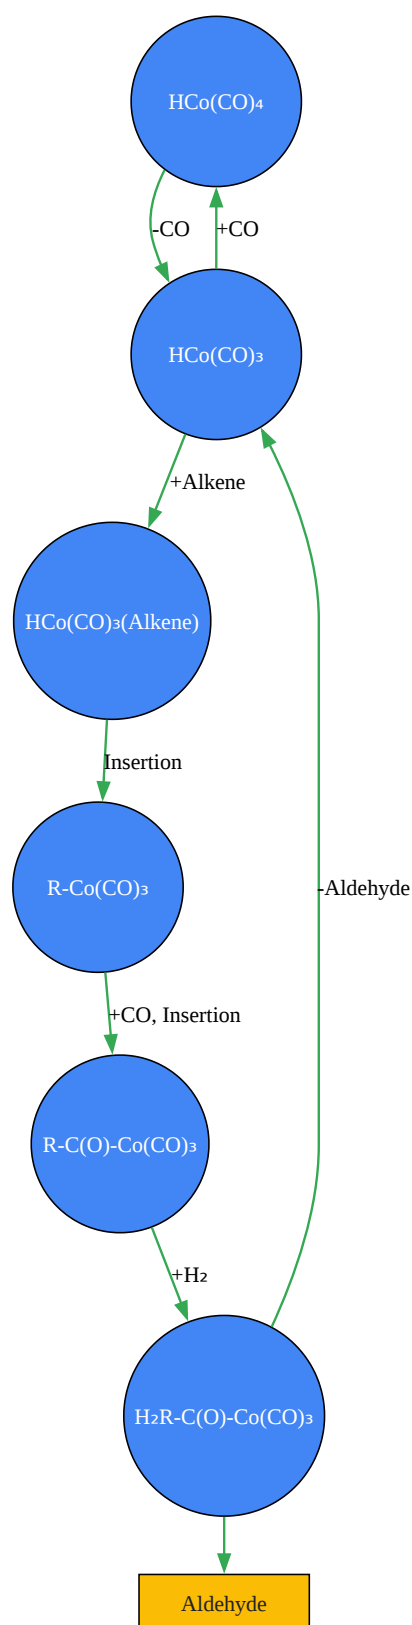 HCo(CO)₄
-CO
+CO
HCo(CO)₃
+Alkene
HCo(CO)₃(Alkene)
Insertion
R-Co(CO)₃
-Aldehyde
+CO, Insertion
R-C(O)-Co(CO)₃
+H₂
H₂R-C(O)-Co(CO)₃
Aldehyde